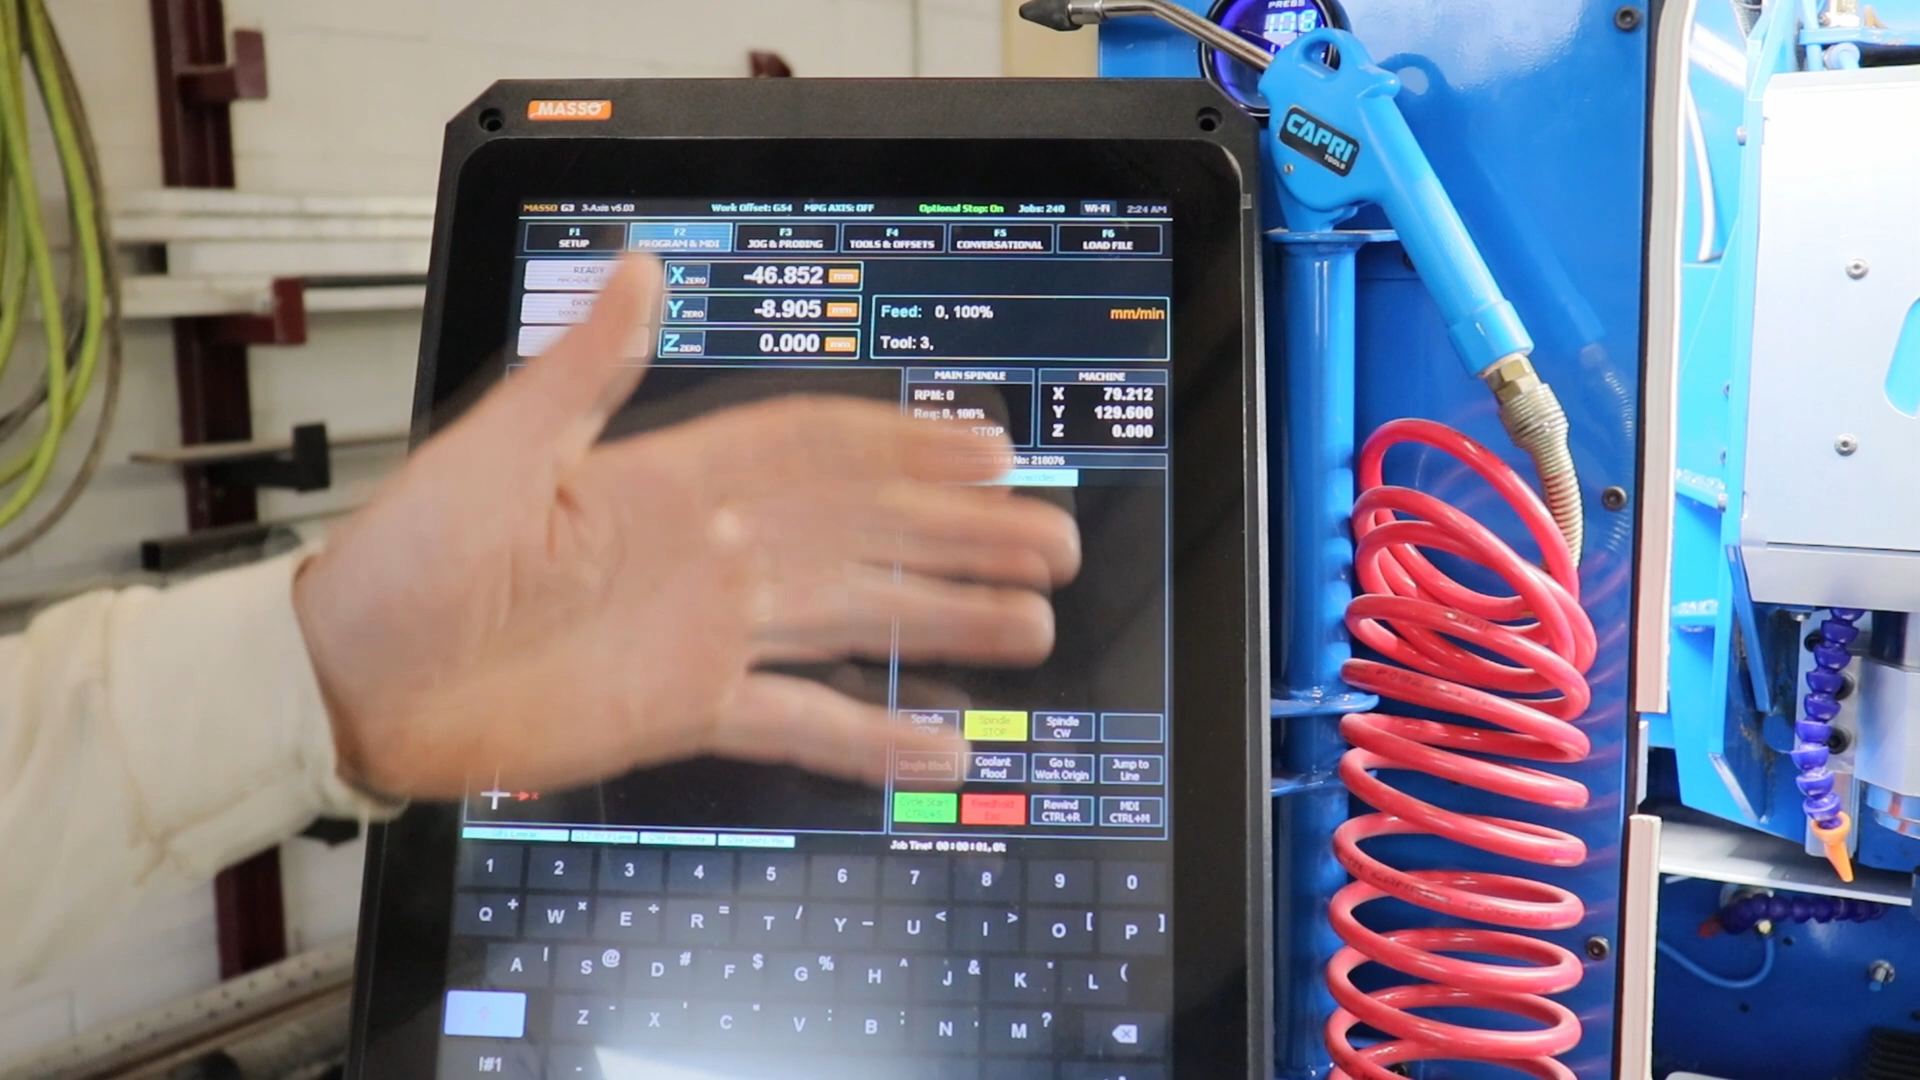 PRESS
108
MASSO
CAPRI
TOOLS
MASSO G3 3-Axis v5.03 Work Offset: G54 MPG AXIS: OFF Optional Stop: On Jobs: 240 Wi-Fi 2:24 AM
F1 F2 F3 F4 F5 F6
SETUP PROGRAM & MDI JOG & PROBING TOOLS & OFFSETS CONVERSATIONAL LOAD FILE
READY
X ZERO -46.852 mm
Y ZERO -8.905 mm
Z ZERO 0.000 mm
Feed: 0, 100% mm/min
Tool: 3,
MAIN SPINDLE
RPM: 0
Req: 0, 100%
STOP
MACHINE
X 79.212
Y 129.600
Z 0.000
No: 218076
Spindle
Spindle
STOP
Spindle
CW
Single Block
Coolant
Flood
Go to
Work Origin
Jump to
Line
Cycle Start
CTRL+S
Feedhold
Esc
Rewind
CTRL+R
MDI
CTRL+M
x
Job Time: 00:00:01, 0%
1 2 3 4 5 6 7 8 9 0
Q + W × E ÷ R = T / Y − U < I > O [ P ]
A ! S @ D # F $ G % H ^ J & K * L (
Z - X ' C " V : B ; N , M ?
!#1